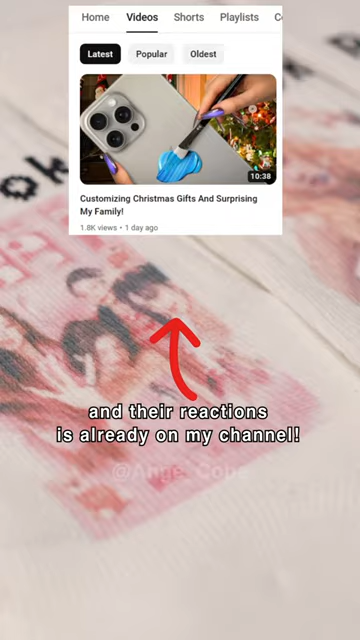 Home Videos Shorts Playlists
Latest Popular Oldest
10:38
Customizing Christmas Gifts And Surprising
My Family!
1.8K views • 1 day ago
and their reactions
is already on my channel!